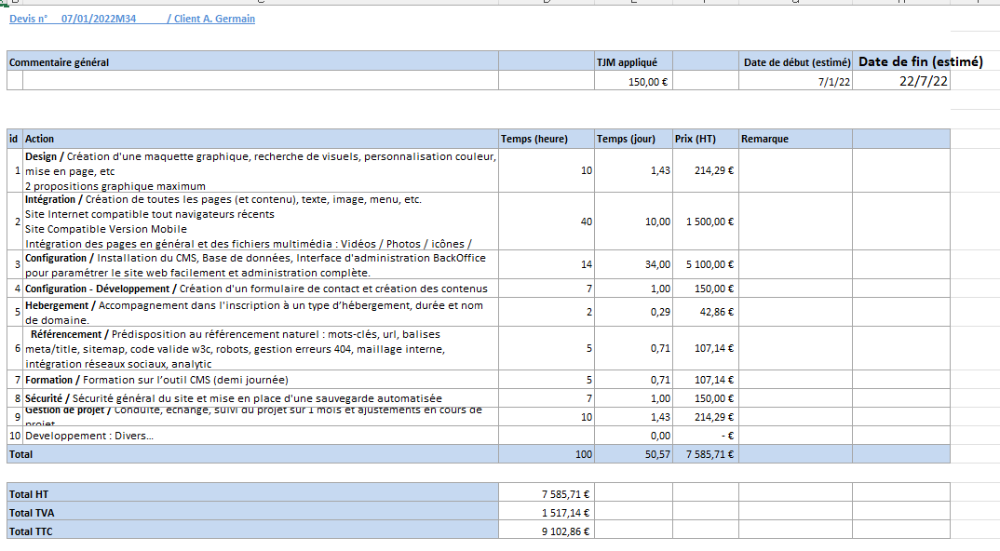 Devis n° 07/01/2022M34 / Client A. Germain
Commentaire général TJM appliqué Date de début (estimé) Date de fin (estimé)
150,00 € 7/1/22 22/7/22
id Action Temps (heure) Temps (jour) Prix (HT) Remarque
Design / Création d'une maquette graphique, recherche de visuels, personnalisation couleur,
1 mise en page, etc 10 1,43 214,29 €
2 propositions graphique maximum
Intégration / Création de toutes les pages (et contenu), texte, image, menu, etc.
Site Internet compatible tout navigateurs récents
2 40 10,00 1 500,00 €
Site Compatible Version Mobile
Intégration des pages en général et des fichiers multimédia : Vidéos / Photos / icônes /
Configuration / Installation du CMS, Base de données, Interface d'administration BackOffice
3 14 34,00 5 100,00 €
pour paramétrer le site web facilement et administration complète.
4 Configuration - Développement / Création d'un formulaire de contact et création des contenus 7 1,00 150,00 €
Hebergement / Accompagnement dans l'inscription à un type d’hébergement, durée et nom
5 2 0,29 42,86 €
de domaine.
Référencement / Prédisposition au référencement naturel : mots-clés, url, balises
6 meta/title, sitemap, code valide w3c, robots, gestion erreurs 404, maillage interne, 5 0,71 107,14 €
intégration réseaux sociaux, analytic
7 Formation / Formation sur l’outil CMS (demi journée) 5 0,71 107,14 €
8 Sécurité / Sécurité général du site et mise en place d'une sauvegarde automatisée 7 1,00 150,00 €
Gestion de projet / Conduite, échange, suivi du projet sur 1 mois et ajustements en cours de
9 10 1,43 214,29 €
projet
10 Developpement : Divers... 0,00 - €
Total 100 50,57 7 585,71 €
Total HT 7 585,71 €
Total TVA 1 517,14 €
Total TTC 9 102,86 €